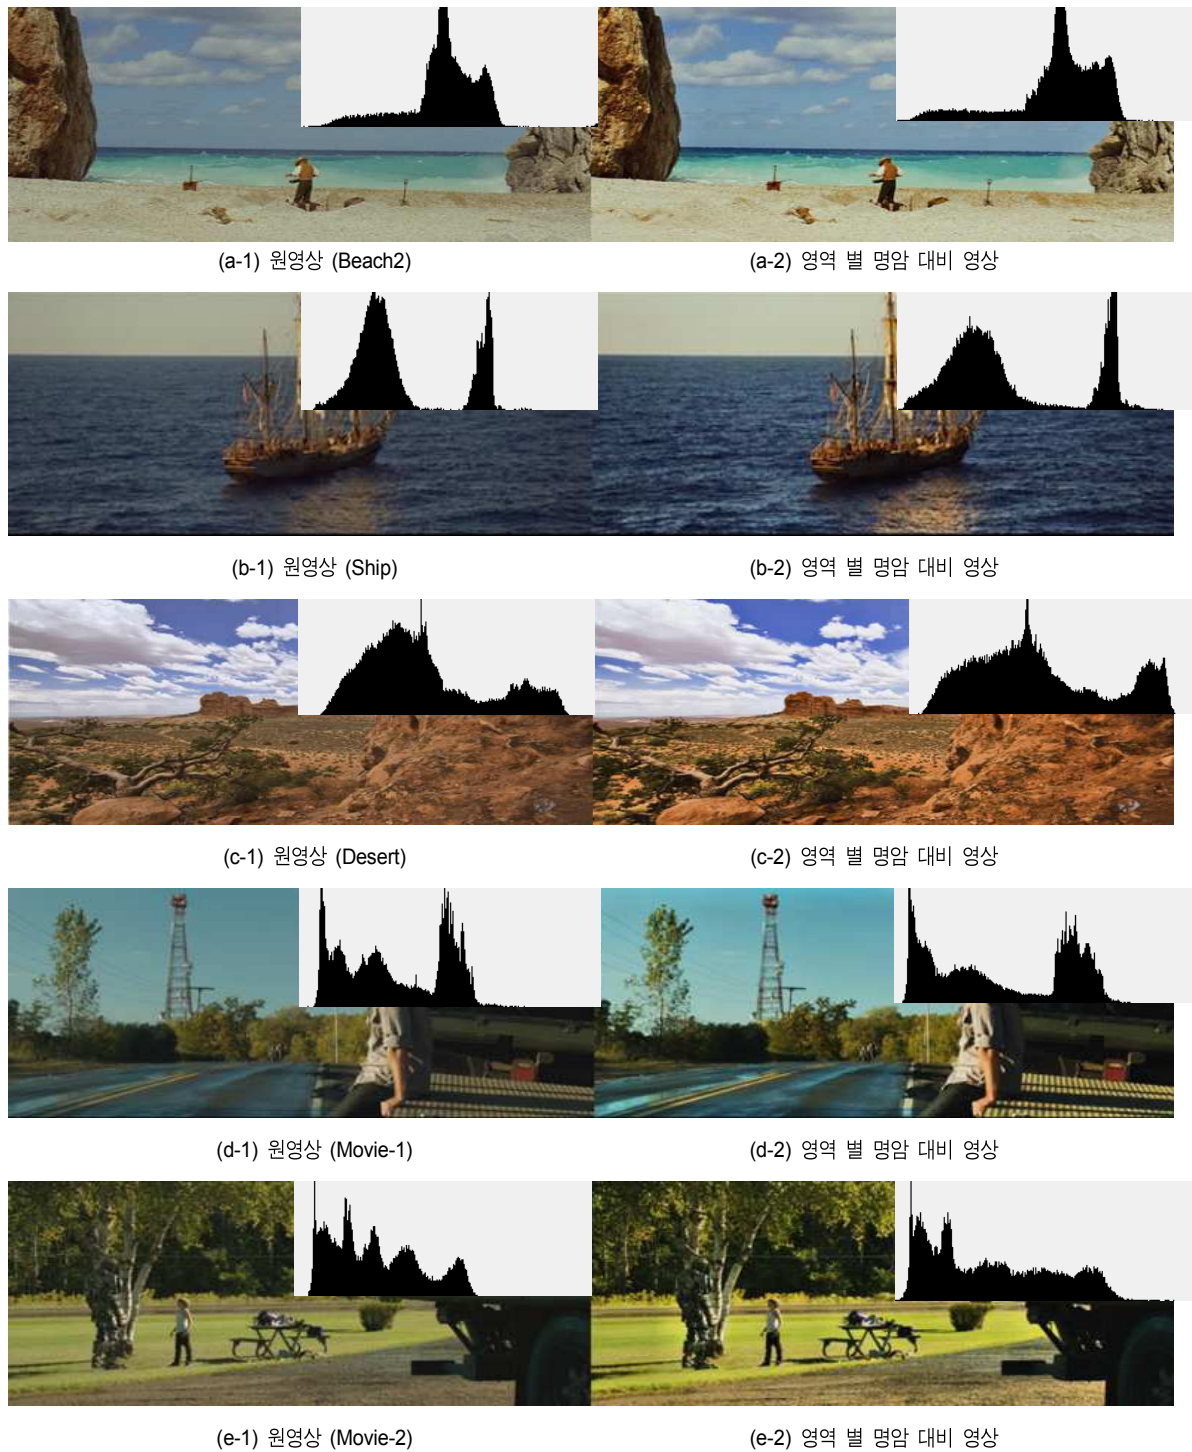 (a-1) 원영상 (Beach2)
(a-2) 영역 별 명암 대비 영상
(b-1) 원영상 (Ship)
(b-2) 영역 별 명암 대비 영상
(c-1) 원영상 (Desert)
(c-2) 영역 별 명암 대비 영상
(d-1) 원영상 (Movie-1)
(d-2) 영역 별 명암 대비 영상
(e-1) 원영상 (Movie-2)
(e-2) 영역 별 명암 대비 영상